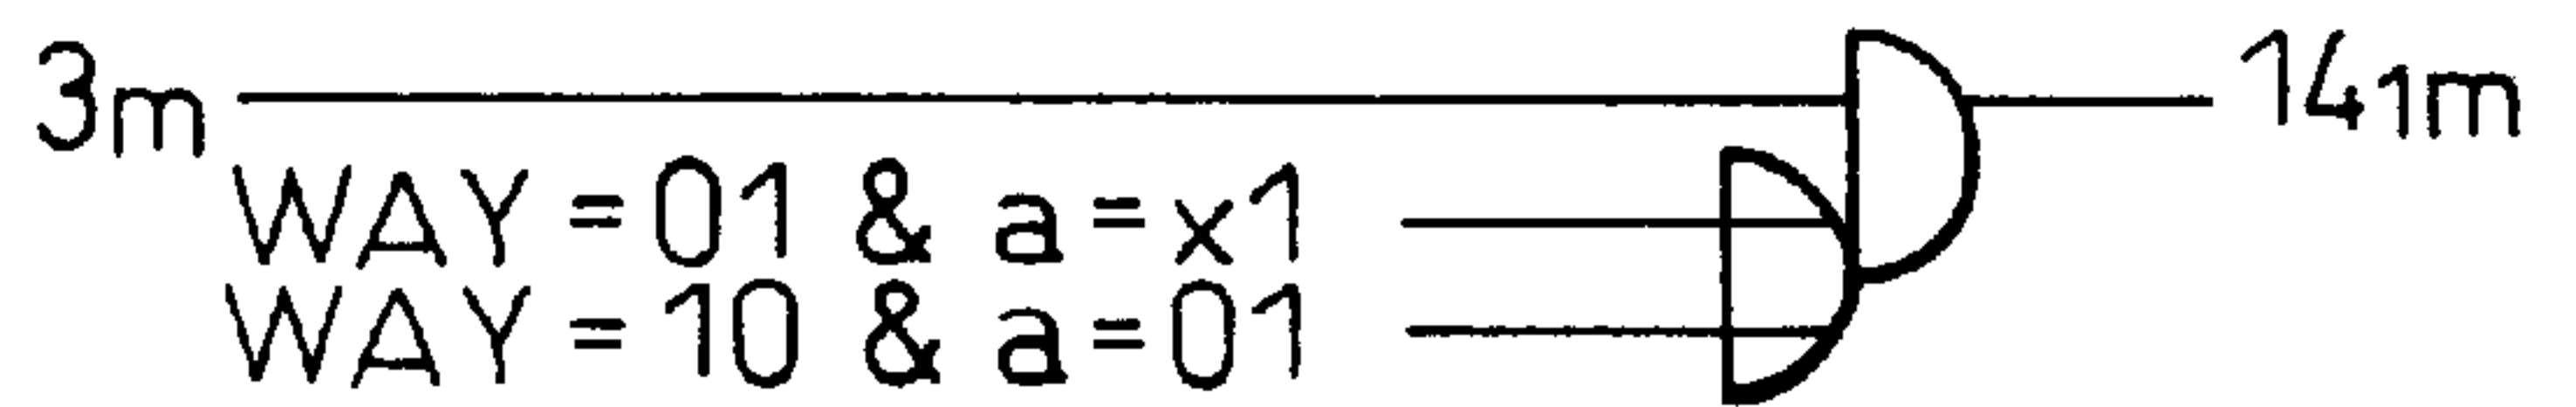 3m 141m
WAY = 01 & a = x1
WAY = 10 & a = 01